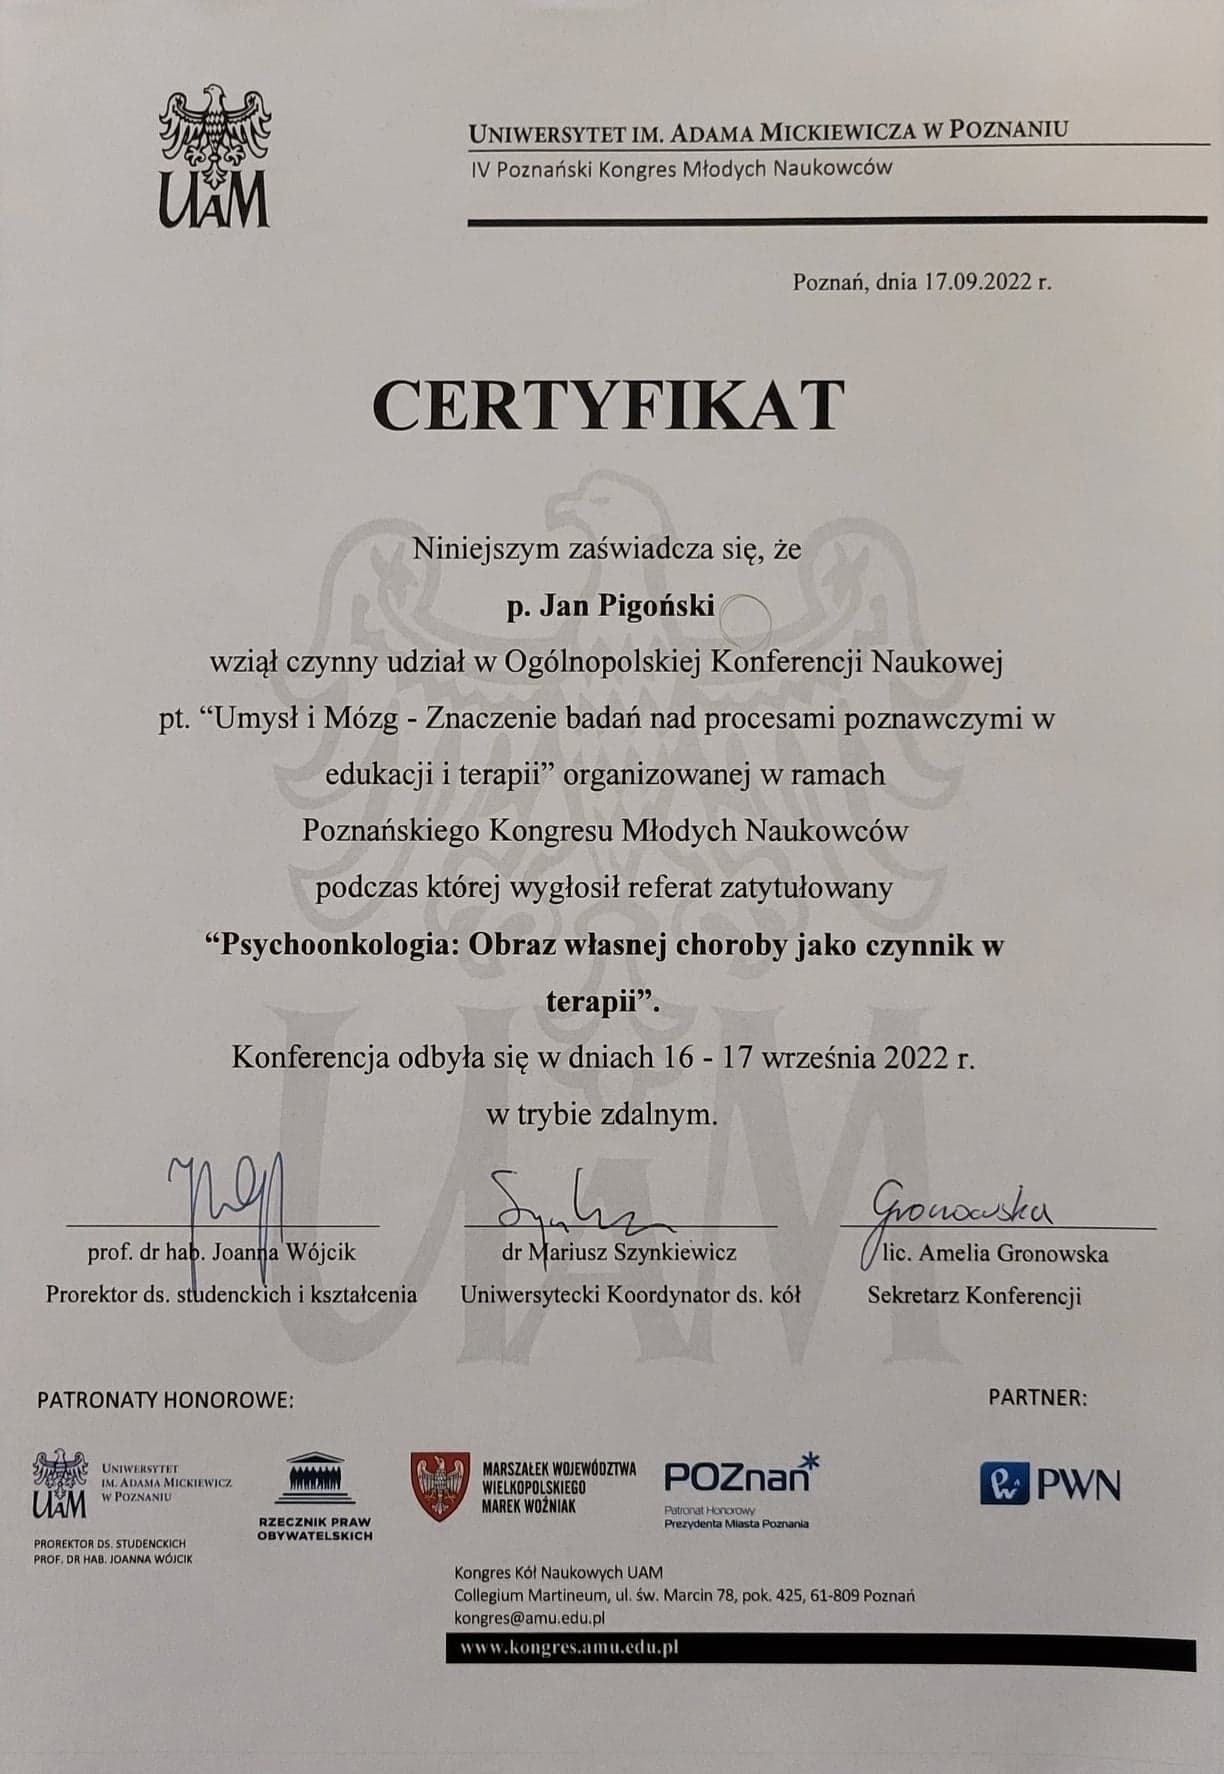 UAM
UNIWERSYTET IM. ADAMA MICKIEWICZA W POZNANIU
IV Poznański Kongres Młodych Naukowców
Poznań, dnia 17.09.2022 r.
CERTYFIKAT
Niniejszym zaświadcza się, że
p. Jan Pigoński
wziął czynny udział w Ogólnopolskiej Konferencji Naukowej
pt. “Umysł i Mózg - Znaczenie badań nad procesami poznawczymi w
edukacji i terapii” organizowanej w ramach
Poznańskiego Kongresu Młodych Naukowców
podczas której wygłosił referat zatytułowany
“Psychoonkologia: Obraz własnej choroby jako czynnik w
terapii”.
Konferencja odbyła się w dniach 16 - 17 września 2022 r.
w trybie zdalnym.
Gronowska
prof. dr hab. Joanna Wójcik
Prorektor ds. studenckich i kształcenia
dr Mariusz Szynkiewicz
Uniwersytecki Koordynator ds. kół
lic. Amelia Gronowska
Sekretarz Konferencji
PATRONATY HONOROWE:
PARTNER:
UAM
UNIWERSYTET
IM. ADAMA MICKIEWICZ
W POZNANIU
PROREKTOR DS. STUDENCKICH
PROF. DR HAB. JOANNA WÓJCIK
RZECZNIK PRAW
OBYWATELSKICH
MARSZAŁEK WOJEWÓDZTWA
WIELKOPOLSKIEGO
MAREK WOŹNIAK
POZnan*
Patronat Honorowy
Prezydenta Miasta Poznania
PWN
Kongres Kół Naukowych UAM
Collegium Martineum, ul. św. Marcin 78, pok. 425, 61-809 Poznań
kongres@amu.edu.pl
www.kongres.amu.edu.pl